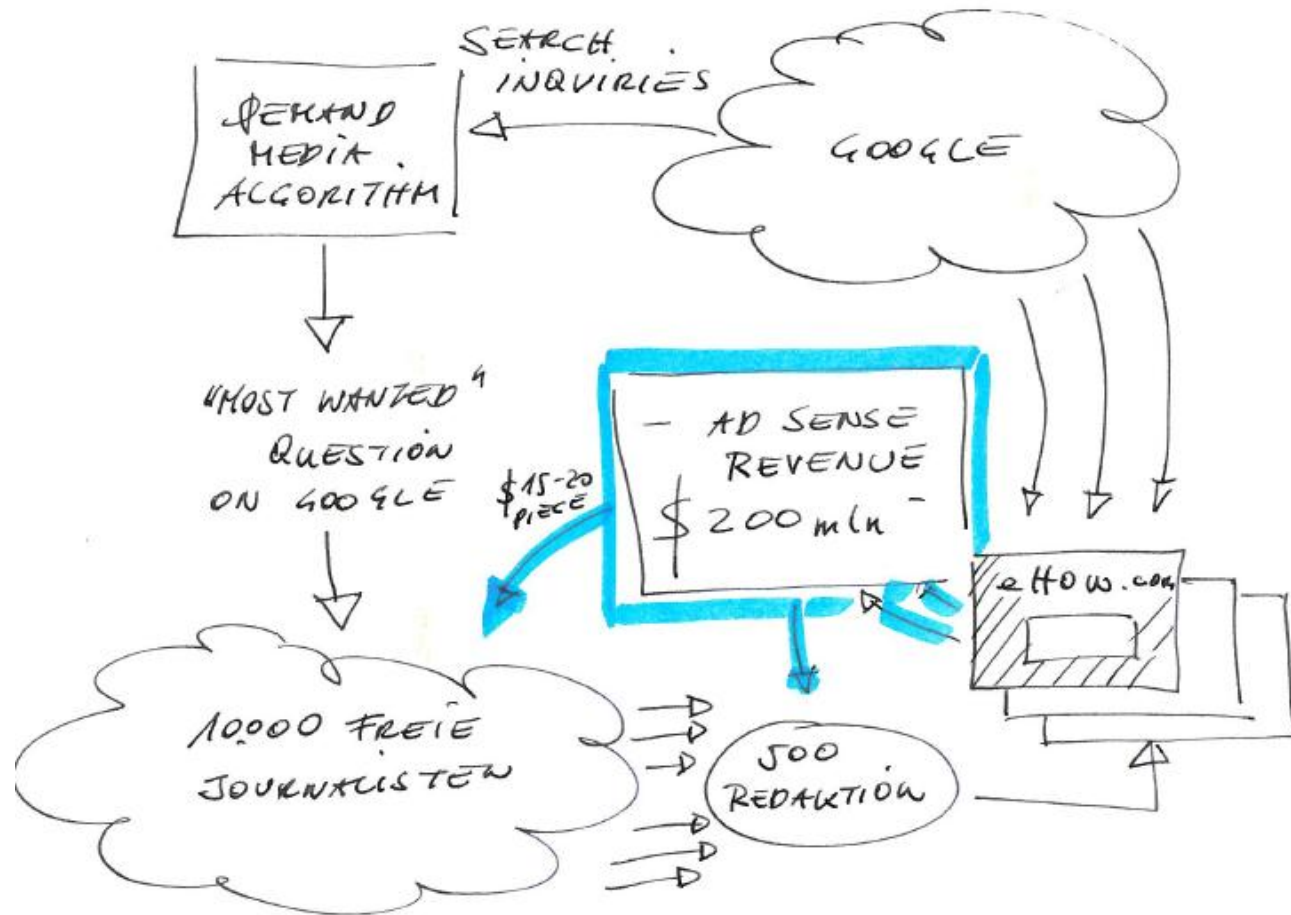 SEARCH
INQUIRIES
DEMAND
MEDIA
ALGORITHM
GOOGLE
"MOST WANTED"
QUESTION
ON GOOGLE
$15-20
PIECE
- AD SENSE
REVENUE
$200 mln -
eHOW.com
10.000 FREIE
JOURNALISTEN
500
REDAKTION